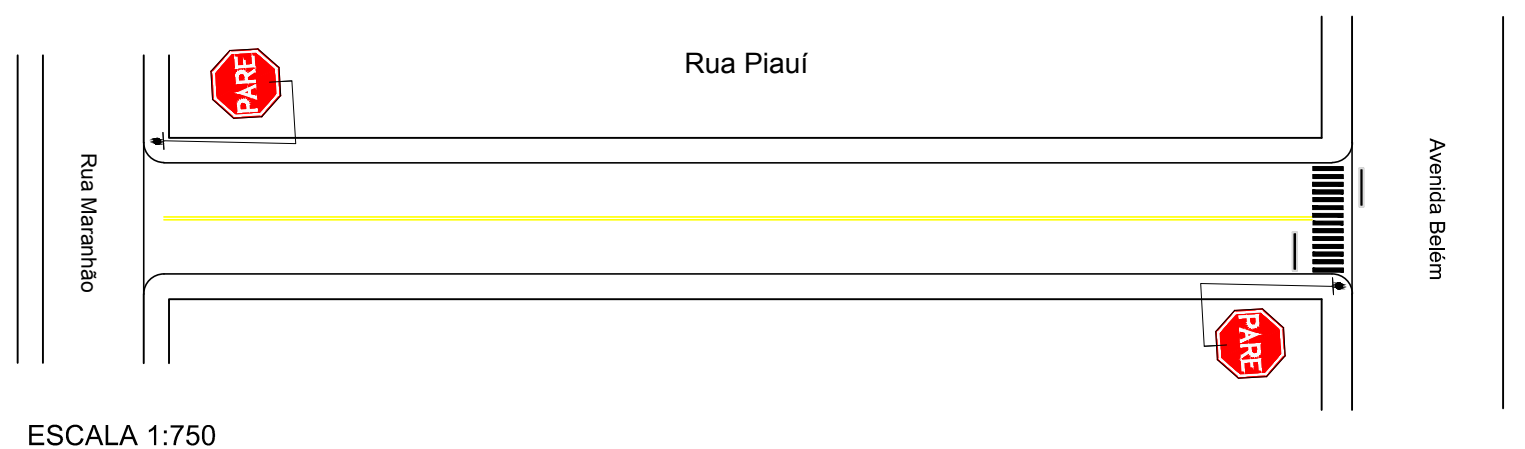 PARE
Rua Piauí
Rua Maranhão
Avenida Belém
PARE
ESCALA 1:750